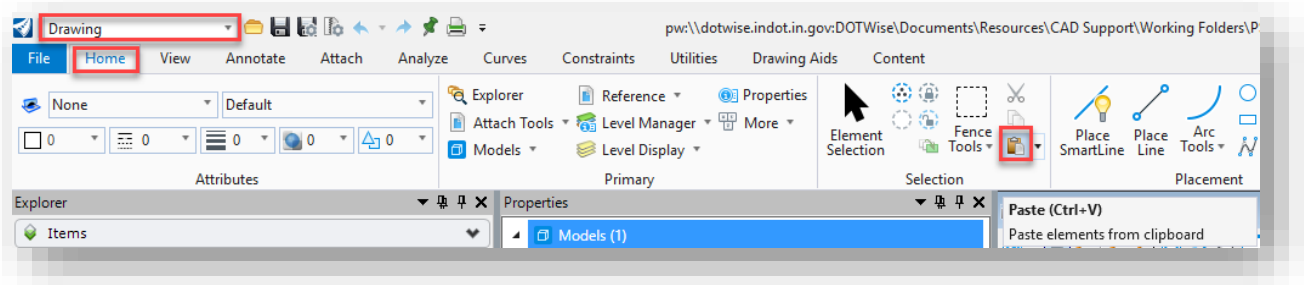 Drawing
pw:\\dotwise.indot.in.gov:DOTWise\Documents\Resources\CAD Support\Working Folders\P
File Home View Annotate Attach Analyze Curves Constraints Utilities Drawing Aids Content
None Default
0 0 0 0 0
Attributes
Explorer Reference Properties
Attach Tools Level Manager More
Models Level Display
Primary
Element
Selection
Fence
Tools
Selection
Place
SmartLine
Place
Line
Arc
Tools
Placement
Explorer
Items
Properties
Models (1)
Paste (Ctrl+V)
Paste elements from clipboard